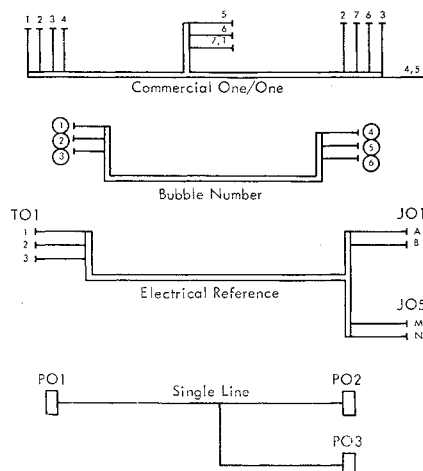 1 2 3 4
5
6
7,1
2 7 6 3
4,5
Commercial One/One
1
2
3
4
5
6
Bubble Number
TO1
1
2
3
JO1
A
B
Electrical Reference
JO5
M
N
PO1
Single Line
PO2
PO3